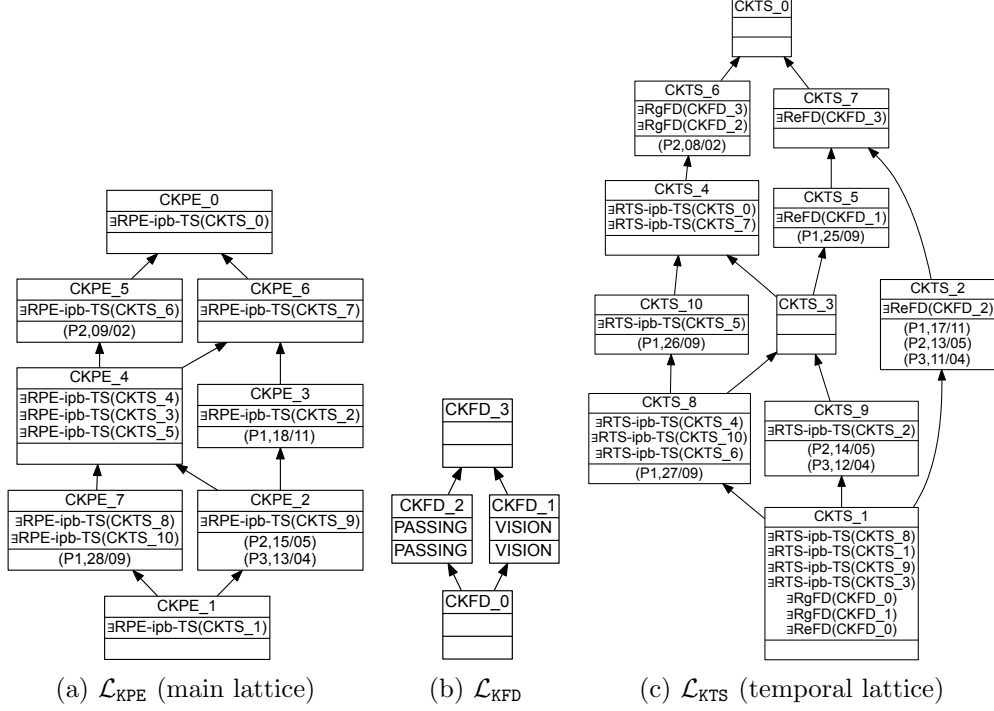 CKPE_0
∃RPE-ipb-TS(CKTS_0)
CKPE_5
∃RPE-ipb-TS(CKTS_6)
(P2,09/02)
CKPE_6
∃RPE-ipb-TS(CKTS_7)
CKPE_4
∃RPE-ipb-TS(CKTS_4)
∃RPE-ipb-TS(CKTS_3)
∃RPE-ipb-TS(CKTS_5)
CKPE_3
∃RPE-ipb-TS(CKTS_2)
(P1,18/11)
CKPE_7
∃RPE-ipb-TS(CKTS_8)
∃RPE-ipb-TS(CKTS_10)
(P1,28/09)
CKPE_2
∃RPE-ipb-TS(CKTS_9)
(P2,15/05)
(P3,13/04)
CKPE_1
∃RPE-ipb-TS(CKTS_1)
(a) ℒKPE (main lattice)
CKFD_3
CKFD_2
PASSING
PASSING
CKFD_1
VISION
VISION
CKFD_0
(b) ℒKFD
CKTS_0
CKTS_6
∃RgFD(CKFD_3)
∃RgFD(CKFD_2)
(P2,08/02)
CKTS_7
∃ReFD(CKFD_3)
CKTS_4
∃RTS-ipb-TS(CKTS_0)
∃RTS-ipb-TS(CKTS_7)
CKTS_5
∃ReFD(CKFD_1)
(P1,25/09)
CKTS_10
∃RTS-ipb-TS(CKTS_5)
(P1,26/09)
CKTS_3
CKTS_2
∃ReFD(CKFD_2)
(P1,17/11)
(P2,13/05)
(P3,11/04)
CKTS_8
∃RTS-ipb-TS(CKTS_4)
∃RTS-ipb-TS(CKTS_10)
∃RTS-ipb-TS(CKTS_6)
(P1,27/09)
CKTS_9
∃RTS-ipb-TS(CKTS_2)
(P2,14/05)
(P3,12/04)
CKTS_1
∃RTS-ipb-TS(CKTS_8)
∃RTS-ipb-TS(CKTS_1)
∃RTS-ipb-TS(CKTS_9)
∃RTS-ipb-TS(CKTS_3)
∃RgFD(CKFD_0)
∃RgFD(CKFD_1)
∃ReFD(CKFD_0)
(c) ℒKTS (temporal lattice)